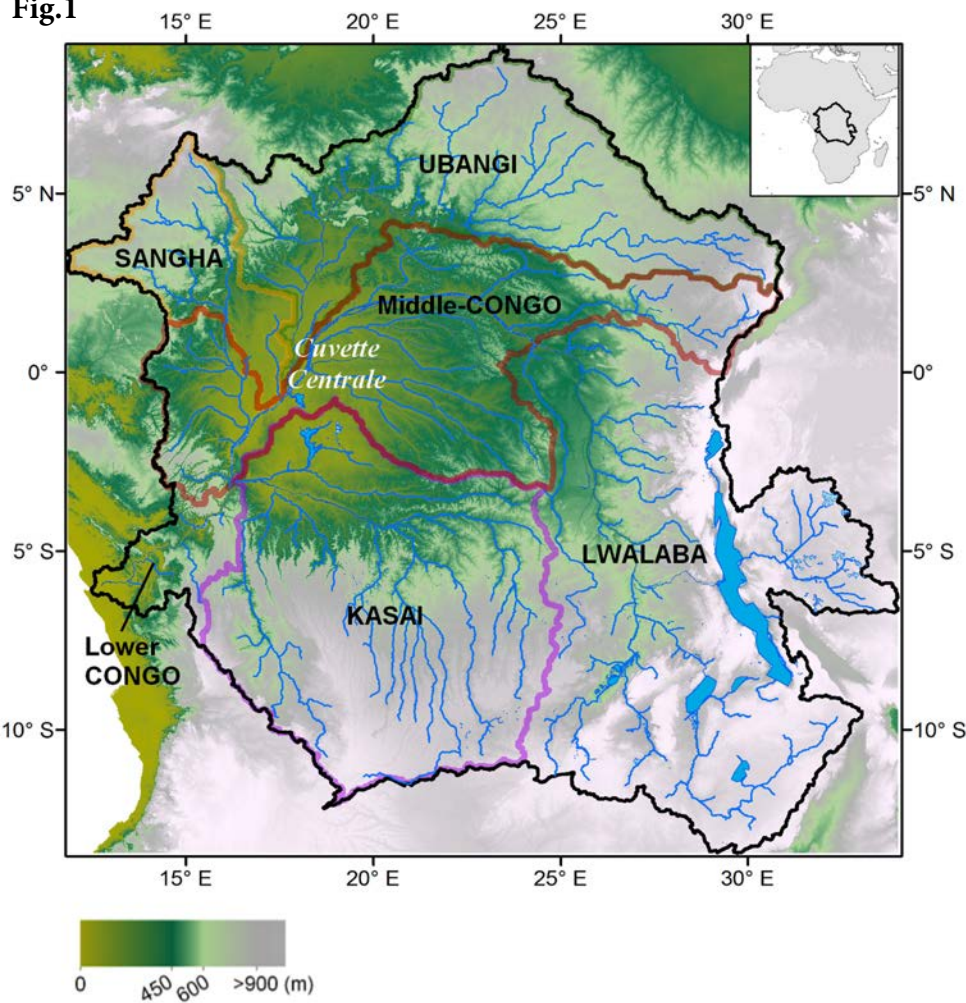 Fig.1
15° E 20° E 25° E 30° E
UBANGI
5° N 5° N
SANGHA
Middle-CONGO
Cuvette
Centrale
0° 0°
5° S 5° S
LWALABA
KASAI
Lower
CONGO
10° S 10° S
15° E 20° E 25° E 30° E
0 450 600 >900 (m)